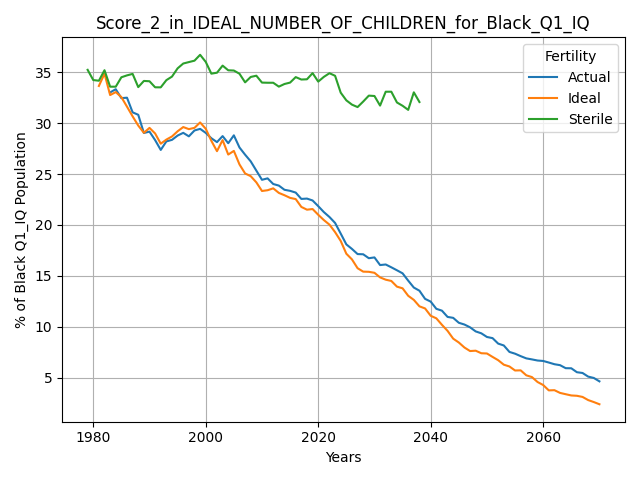 Score_2_in_IDEAL_NUMBER_OF_CHILDREN_for_Black_Q1_IQ
Fertility
Actual
Ideal
Sterile
35
30
25
20
15
10
5
% of Black Q1_IQ Population
1980
2000
2020
2040
2060
Years